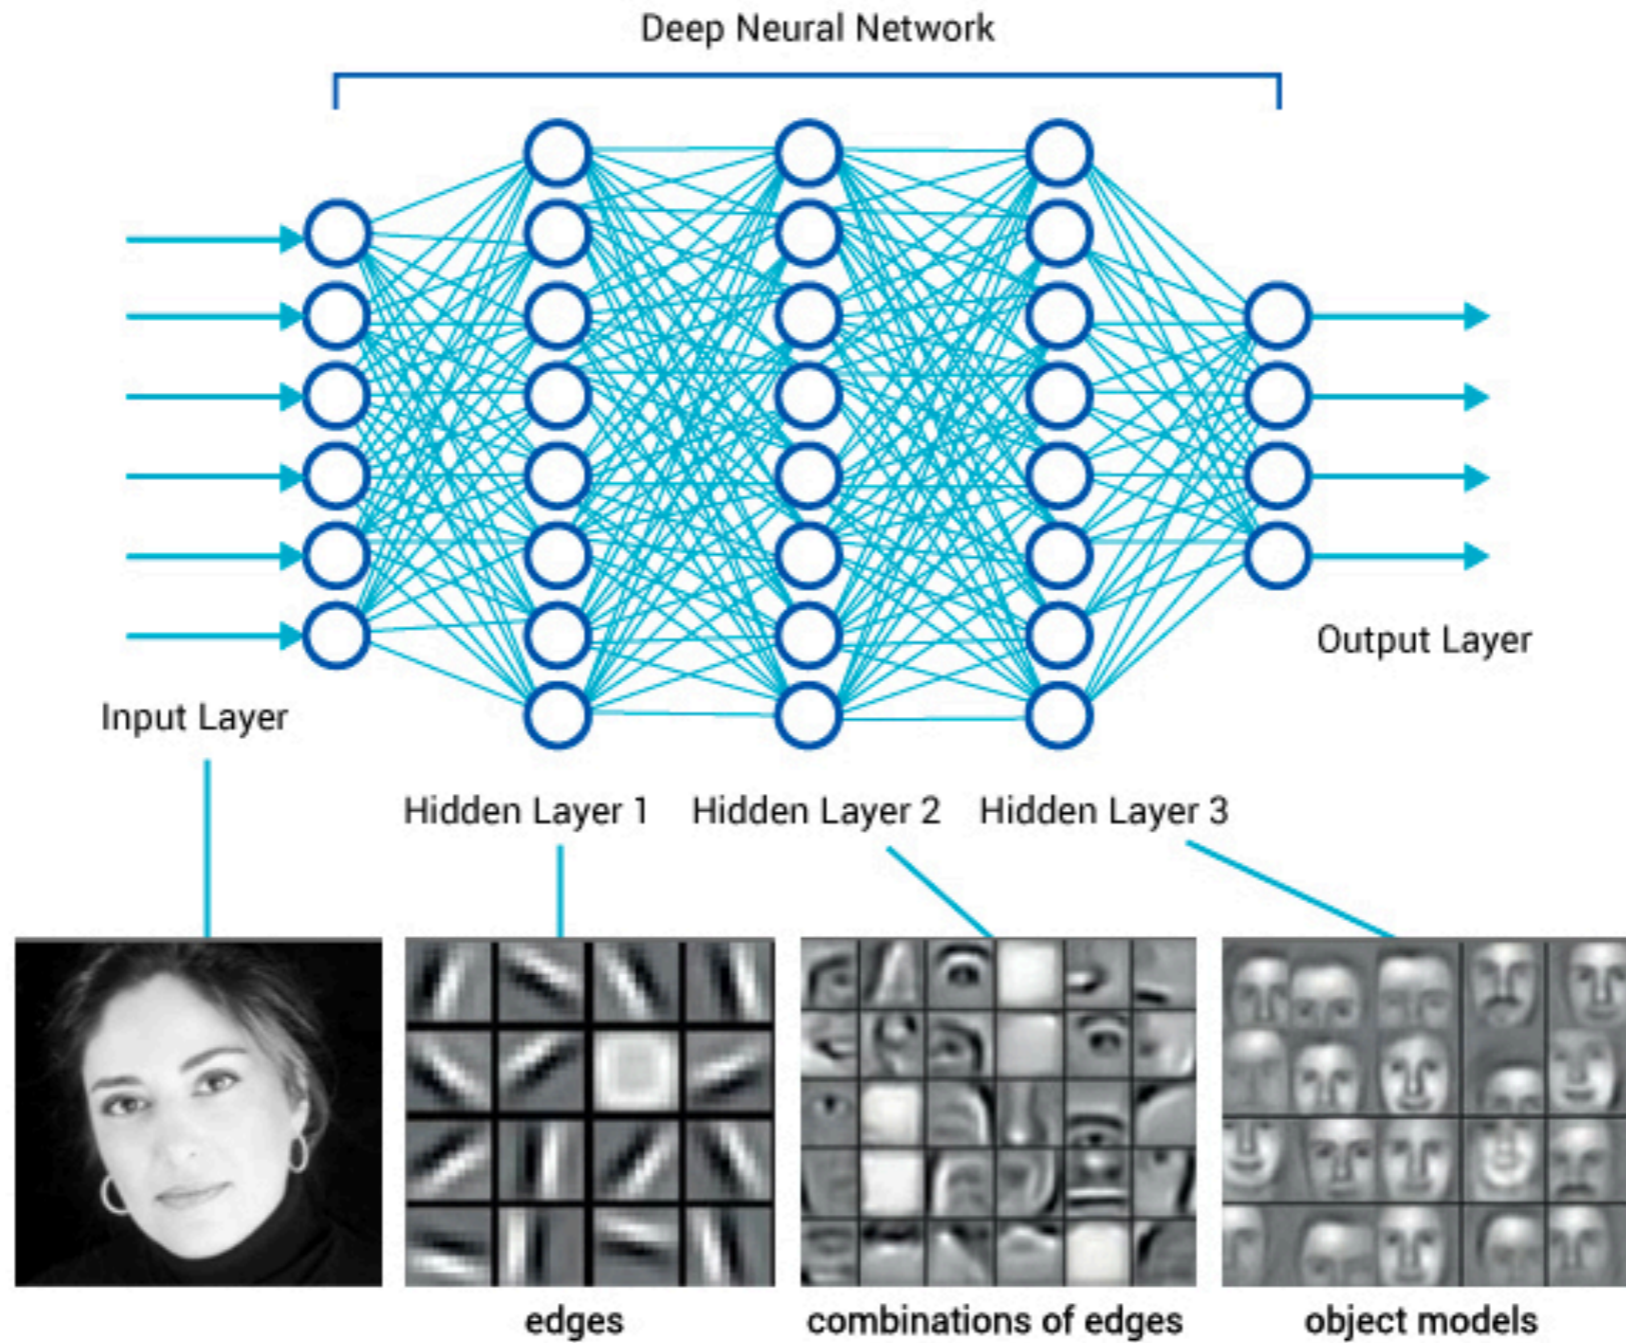 Deep Neural Network
Output Layer
Input Layer
Hidden Layer 1
Hidden Layer 2
Hidden Layer 3
edges
combinations of edges
object models